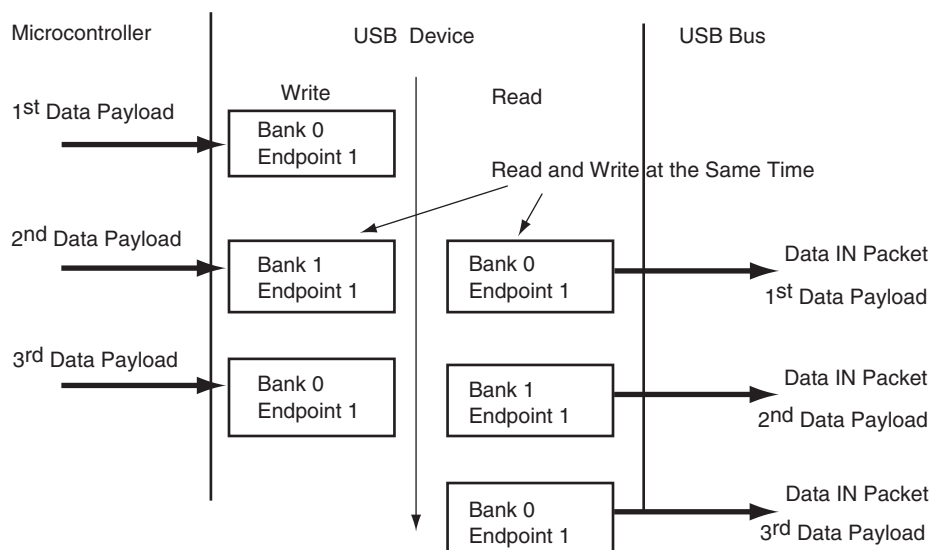 Microcontroller
USB Device
USB Bus
Write
Read
1st Data Payload
Bank 0
Endpoint 1
Read and Write at the Same Time
2nd Data Payload
Bank 1
Endpoint 1
Bank 0
Endpoint 1
Data IN Packet
1st Data Payload
3rd Data Payload
Bank 0
Endpoint 1
Bank 1
Endpoint 1
Data IN Packet
2nd Data Payload
Bank 0
Endpoint 1
Data IN Packet
3rd Data Payload